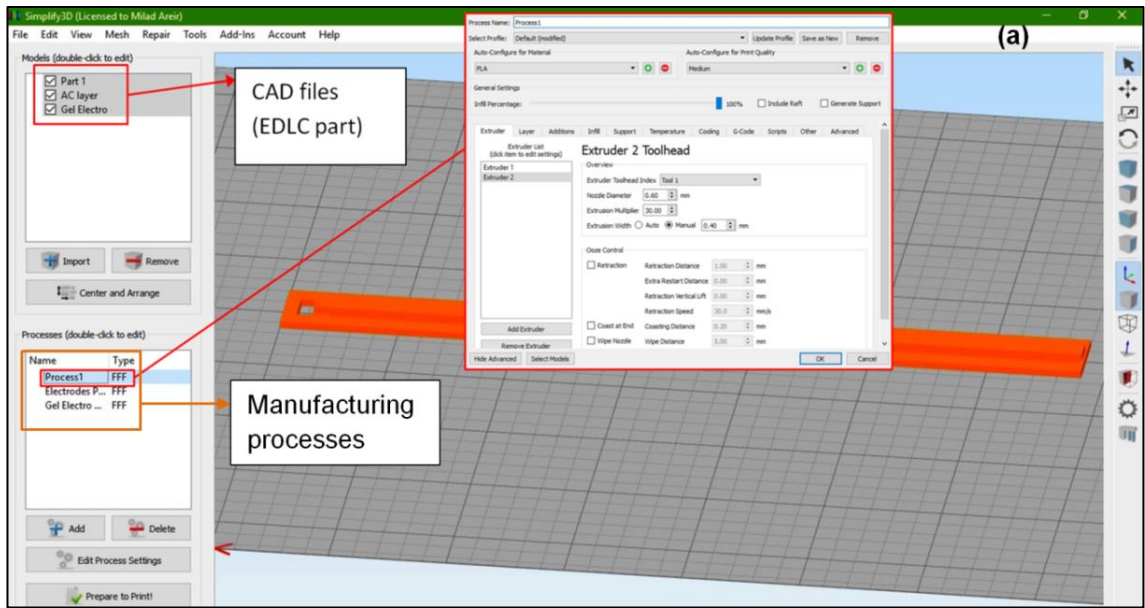 Simplify3D (Licensed to Milad Areir)
File Edit View Mesh Repair Tools Add-Ins Account Help
(a)
Models (double-click to edit)
Part 1
AC layer
Gel Electro
Import Remove
Center and Arrange
CAD files
(EDLC part)
Processes (double-click to edit)
Name Type
Process1 FFF
Electrodes P... FFF
Gel Electro ... FFF
Manufacturing
processes
Add Delete
Edit Process Settings
Prepare to Print!
Process Name: Process1
Select Profile: Default (modified) Update Profile Save as New Remove
Auto-Configure for Material Auto-Configure for Print Quality
PLA Medium
General Settings
Infill Percentage: 100% Include Raft Generate Support
Extruder Layer Additions Infill Support Temperature Cooling G-Code Scripts Other Advanced
Extruder List
(click item to edit settings)
Extruder 1
Extruder 2
Add Extruder
Remove Extruder
Extruder 2 Toolhead
Overview
Extruder Toolhead Index Tool 1
Nozzle Diameter 0.60 mm
Extrusion Multiplier 30.00
Extrusion Width Auto Manual 0.40 mm
Ooze Control
Retraction Retraction Distance 1.00 mm
Extra Restart Distance 0.00 mm
Retraction Vertical Lift 0.00 mm
Retraction Speed 30.0 mm/s
Coast at End Coasting Distance 0.20 mm
Wipe Nozzle Wipe Distance 5.00 mm
Hide Advanced Select Models OK Cancel